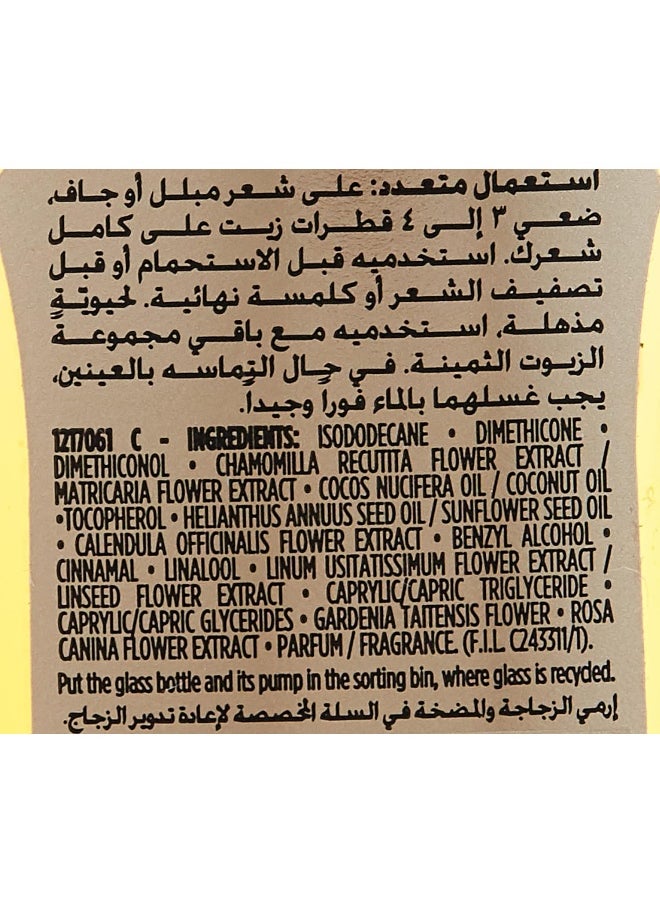 استعمال متعدد: على شعر مبلل أو جاف،
ضعي ٣ إلى ٤ قطرات زيت على كامل
شعرك. استخدميه قبل الاستحمام أو قبل
تصفيف الشعر أو كلمسة نهائية. لحيويّةٍ
مذهلة، استخدميه مع باقي مجموعة
الزيوت الثمينة. في حال التماسه بالعينين،
يجب غسلهما بالماء فوراً وجيداً.
1217061 C - INGREDIENTS: ISODODECANE • DIMETHICONE •
DIMETHICONOL • CHAMOMILLA RECUTITA FLOWER EXTRACT /
MATRICARIA FLOWER EXTRACT • COCOS NUCIFERA OIL / COCONUT OIL
•TOCOPHEROL • HELIANTHUS ANNUUS SEED OIL / SUNFLOWER SEED OIL
• CALENDULA OFFICINALIS FLOWER EXTRACT • BENZYL ALCOHOL •
CINNAMAL • LINALOOL • LINUM USITATISSIMUM FLOWER EXTRACT /
LINSEED FLOWER EXTRACT • CAPRYLIC/CAPRIC TRIGLYCERIDE •
CAPRYLIC/CAPRIC GLYCERIDES • GARDENIA TAITENSIS FLOWER • ROSA
CANINA FLOWER EXTRACT • PARFUM / FRAGRANCE. (F.I.L. C243311/1).
Put the glass bottle and its pump in the sorting bin, where glass is recycled.
إرمي الزجاجة والمضخة في السلة المخصصة لإعادة تدوير الزجاج.